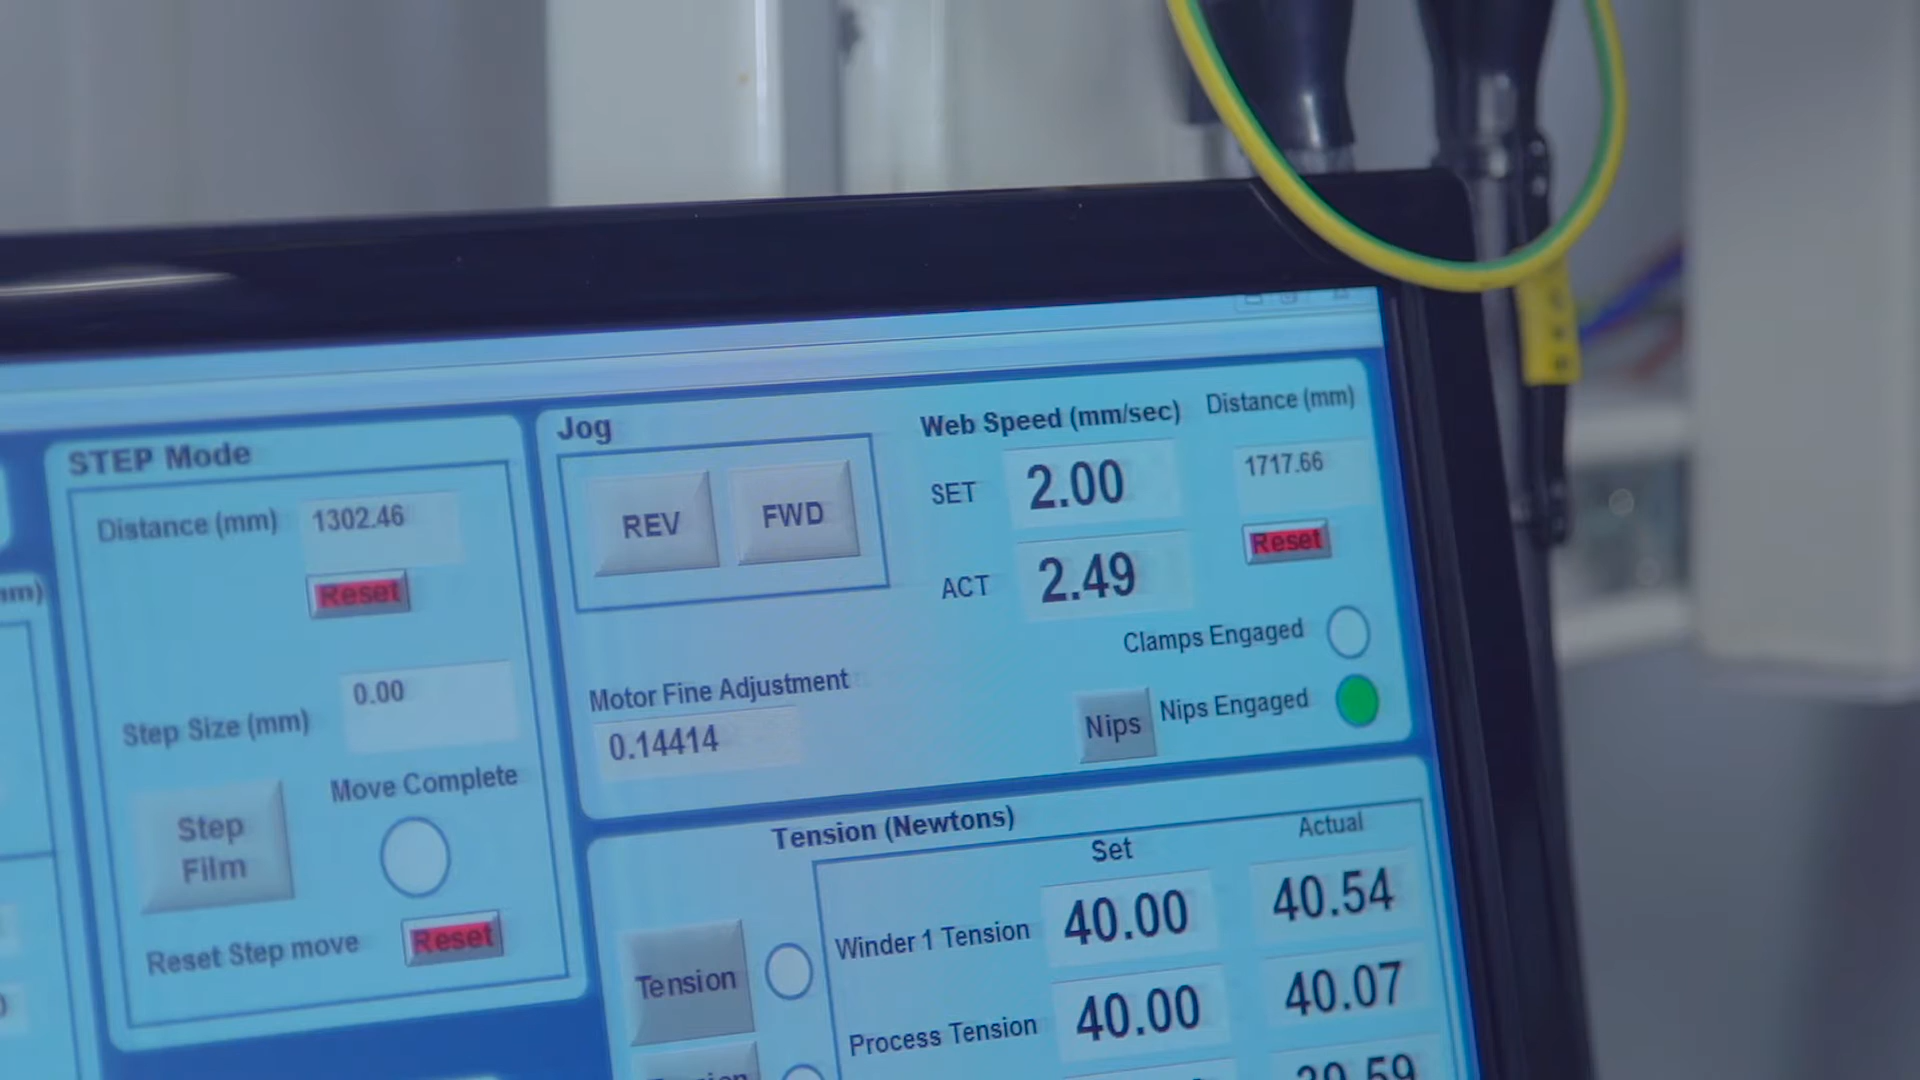 STEP Mode
Distance (mm) 1302.46
Reset
Step Size (mm) 0.00
Step Film
Move Complete
Reset Step move Reset
Jog
REV FWD
Web Speed (mm/sec) Distance (mm)
SET 2.00 1717.66
Reset
ACT 2.49
Clamps Engaged
Motor Fine Adjustment
0.14414
Nips Nips Engaged
Tension (Newtons)
Set Actual
Tension Winder 1 Tension 40.00 40.54
Process Tension 40.00 40.07